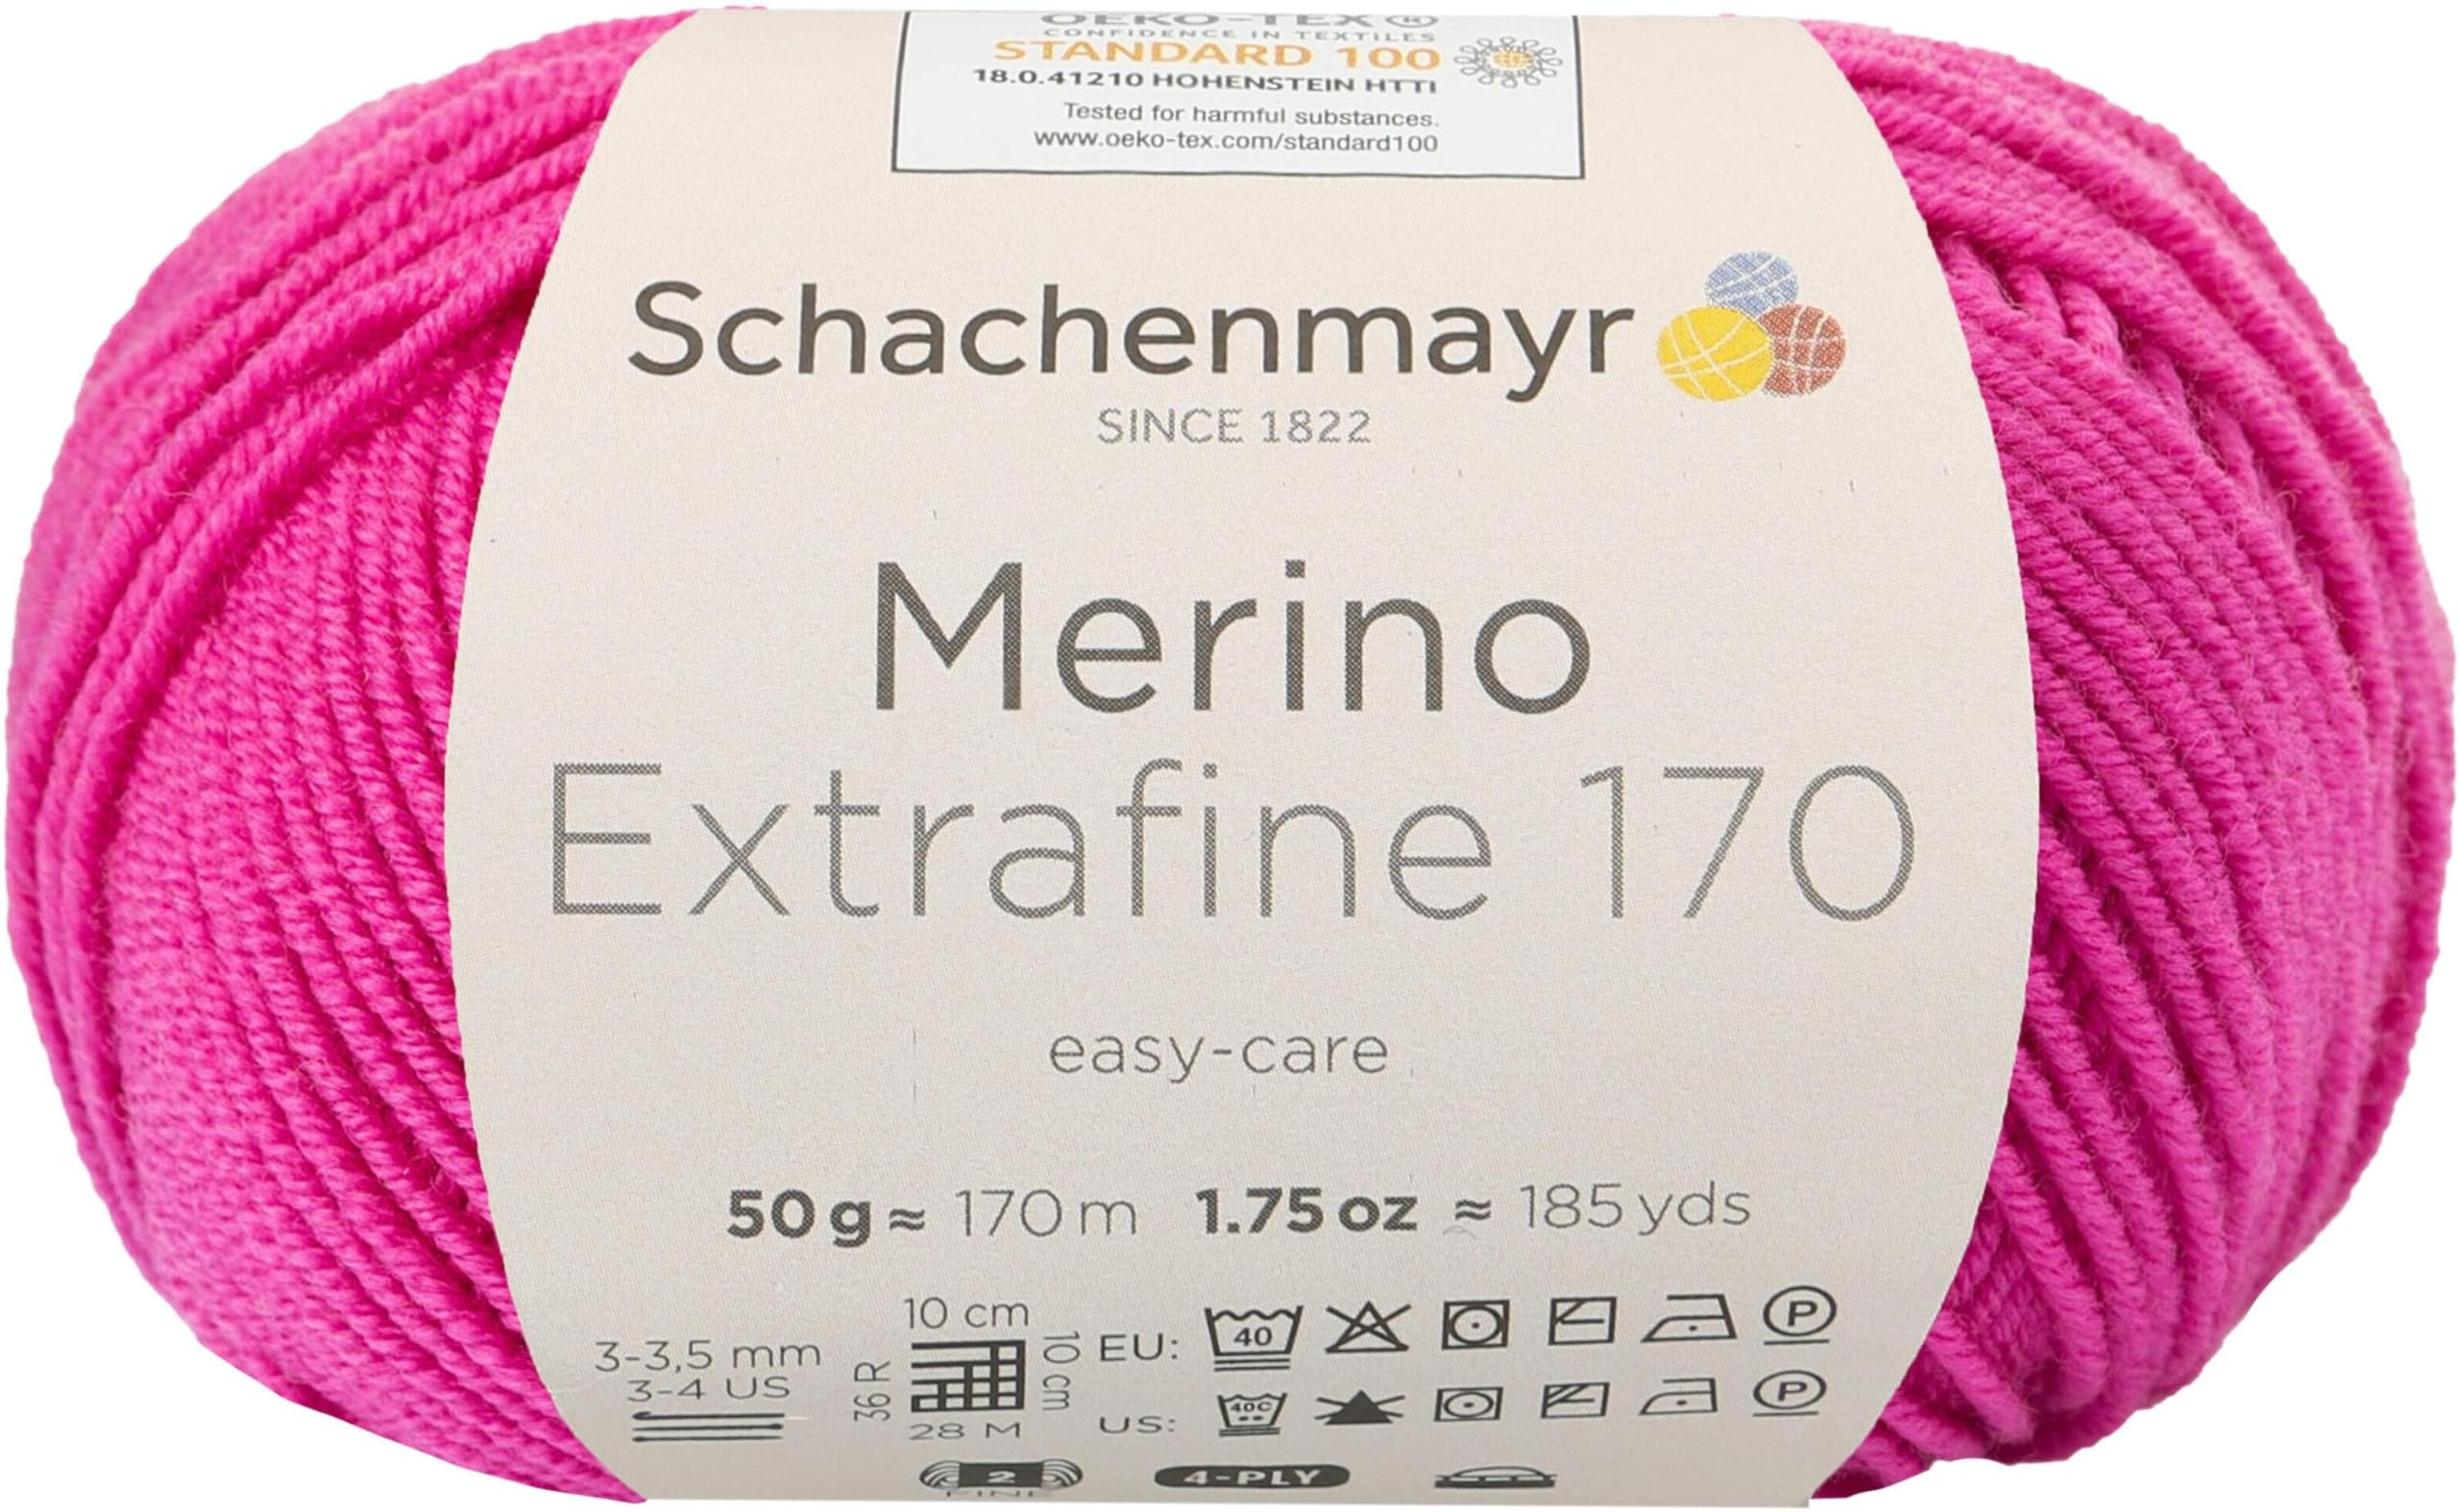 OEKO-TEX®
CONFIDENCE IN TEXTILES
STANDARD 100
18.0.41210 HOHENSTEIN HTTI
Tested for harmful substances.
www.oeko-tex.com/standard100
Schachenmayr
SINCE 1822
Merino
Extrafine 170
easy-care
50 g ≈ 170 m 1.75 oz ≈ 185 yds
3-3,5 mm
3-4 US
10 cm
36 R
10 cm
28 M
EU: 40 P
US: 40C P
2
FINE
4-PLY